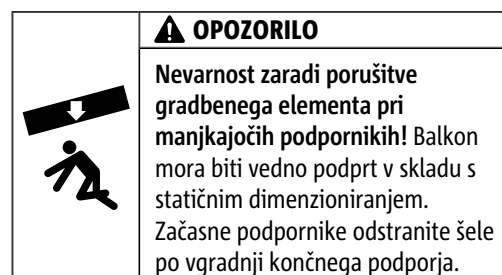 OPOZORILO
Nevarnost zaradi porušitve
gradbenega elementa pri
manjkajočih podpornikih! Balkon
mora biti vedno podprt v skladu s
statičnim dimenzioniranjem.
Začasne podpornike odstranite šele
po vgradnji končnega podporja.